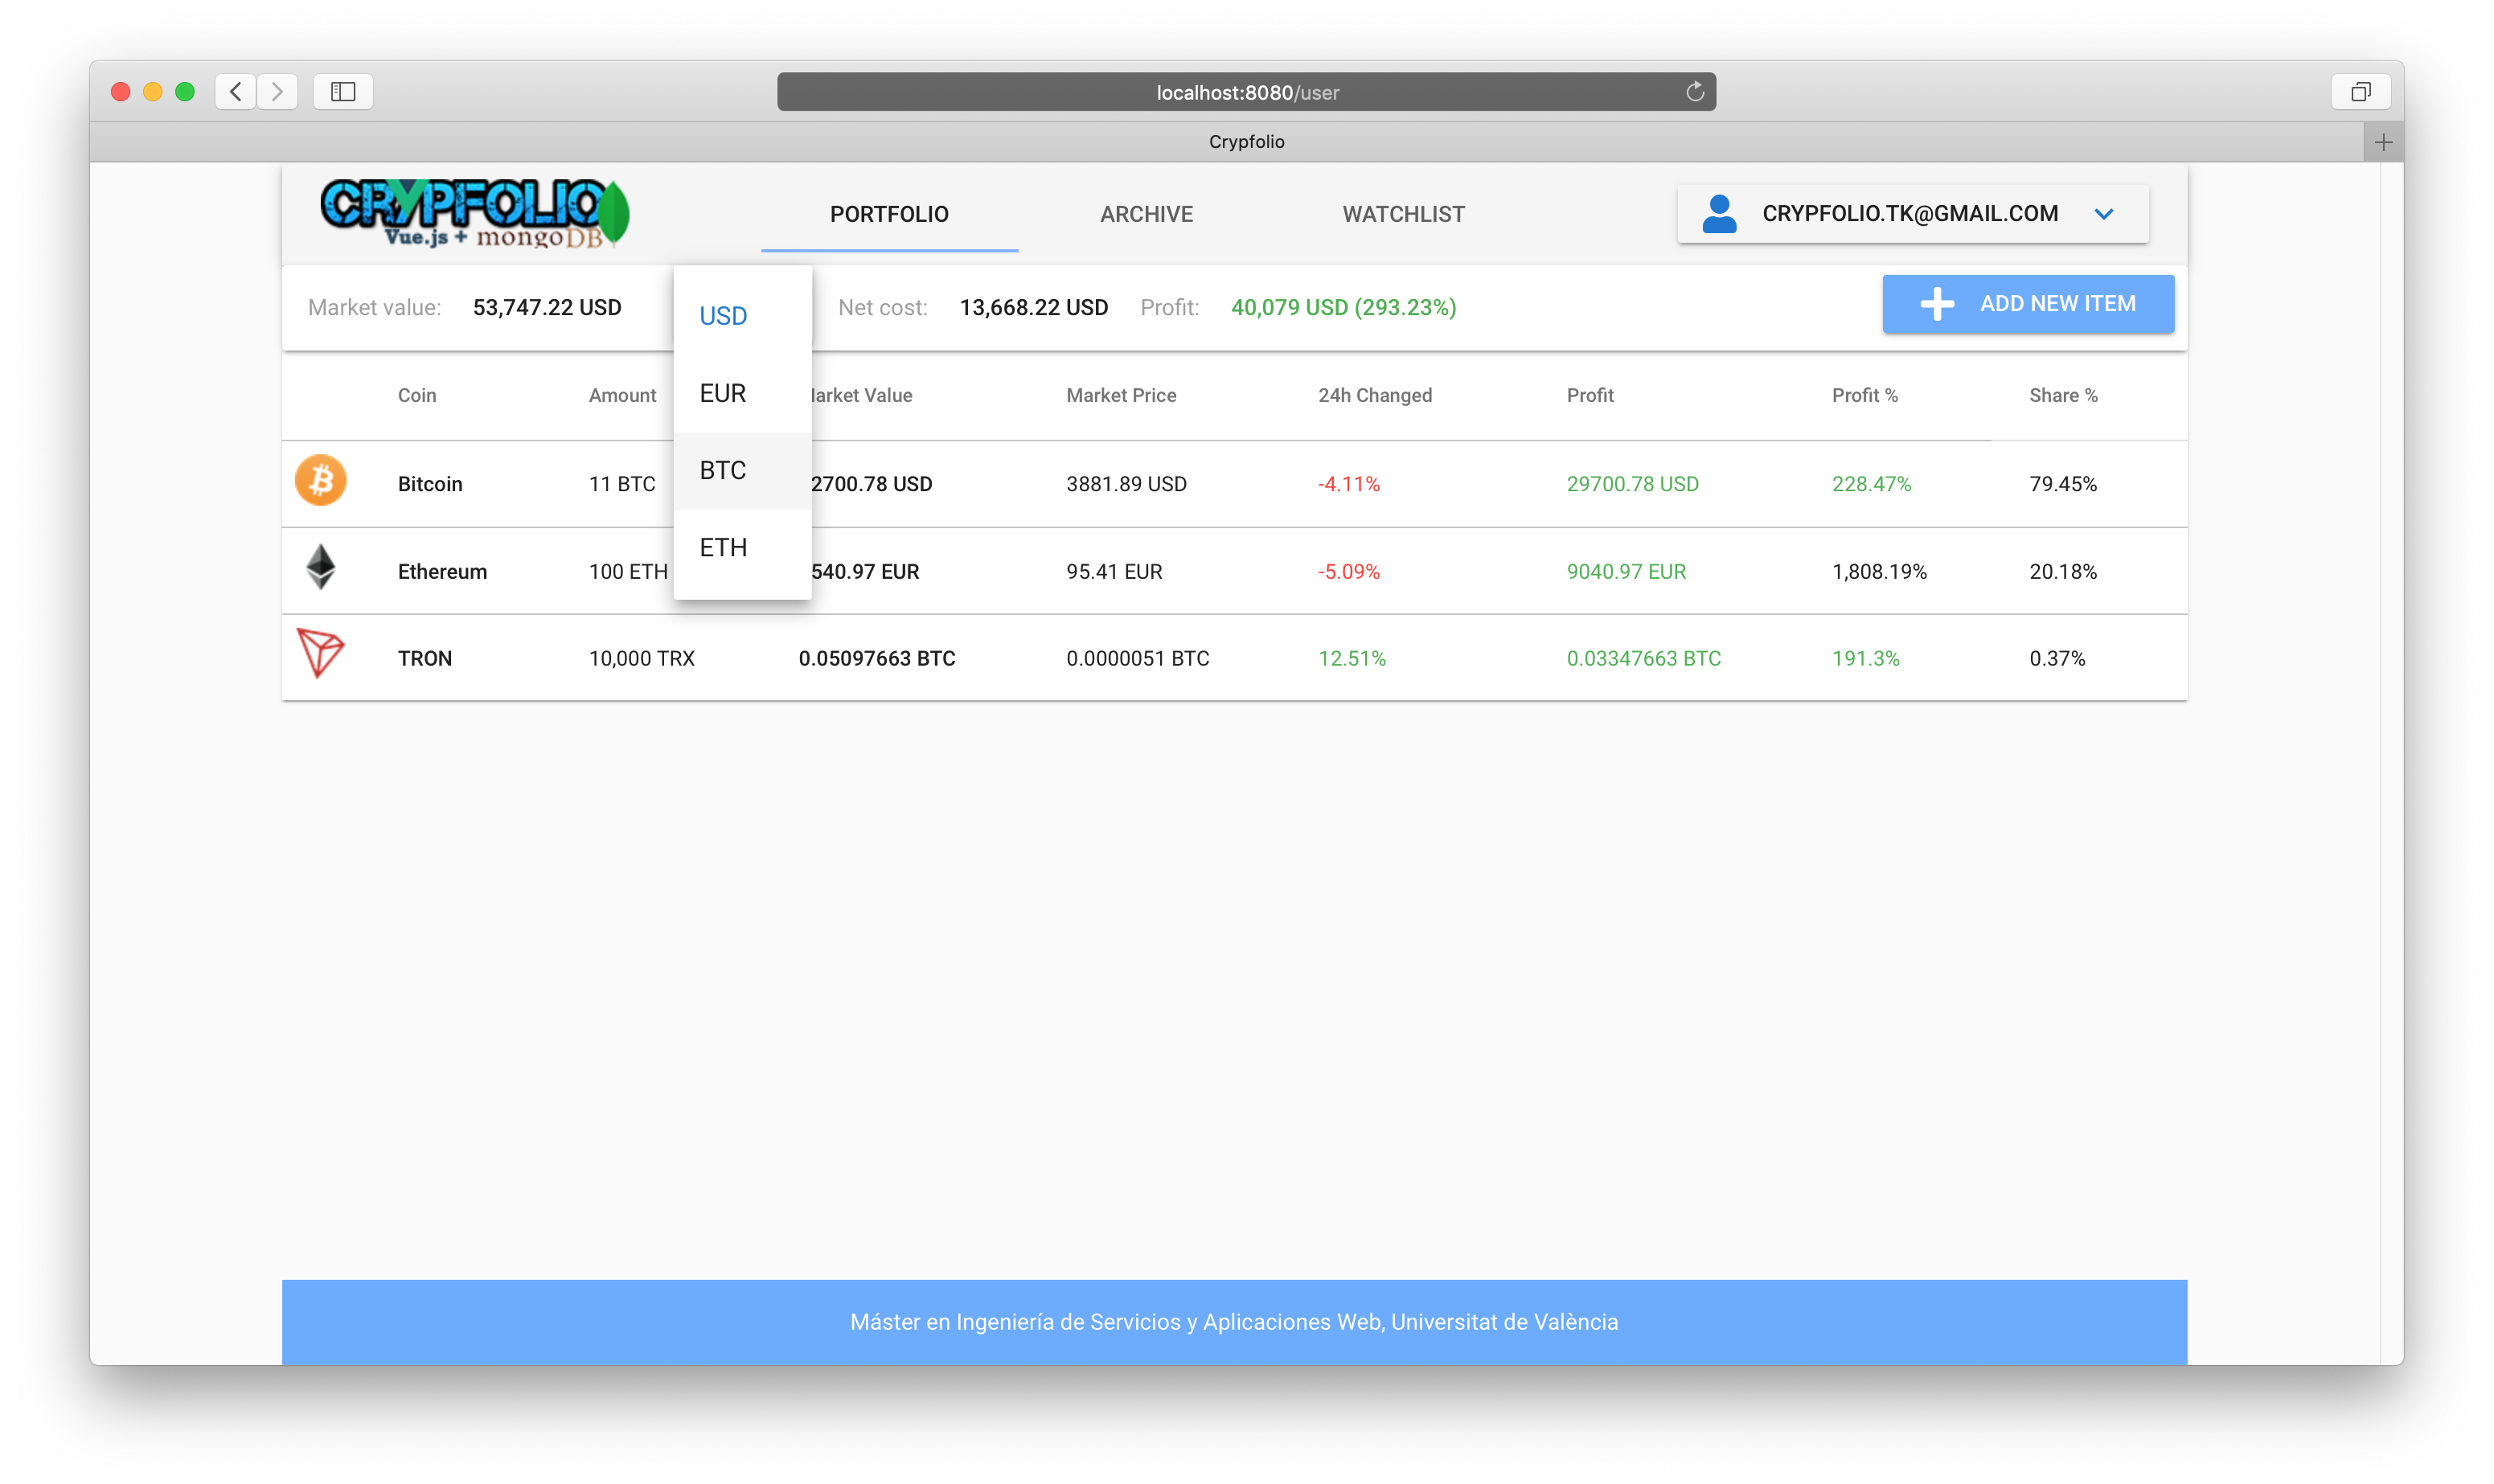 localhost:8080/user
Crypfolio
CRYPFOLIO
Vue.js + mongoDB
PORTFOLIO ARCHIVE WATCHLIST CRYPFOLIO.TK@GMAIL.COM
Market value: 53,747.22 USD Net cost: 13,668.22 USD Profit: 40,079 USD (293.23%) ADD NEW ITEM
USD
EUR
BTC
ETH
Coin Amount arket Value Market Price 24h Changed Profit Profit % Share %
Bitcoin 11 BTC 2700.78 USD 3881.89 USD -4.11% 29700.78 USD 228.47% 79.45%
Ethereum 100 ETH 540.97 EUR 95.41 EUR -5.09% 9040.97 EUR 1,808.19% 20.18%
TRON 10,000 TRX 0.05097663 BTC 0.0000051 BTC 12.51% 0.03347663 BTC 191.3% 0.37%
Máster en Ingeniería de Servicios y Aplicaciones Web, Universitat de València